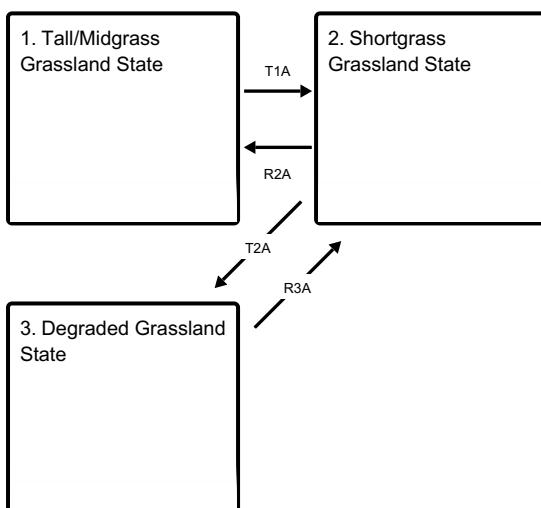 1. Tall/Midgrass
Grassland State
T1A
2. Shortgrass
Grassland State
R2A
T2A
R3A
3. Degraded Grassland
State